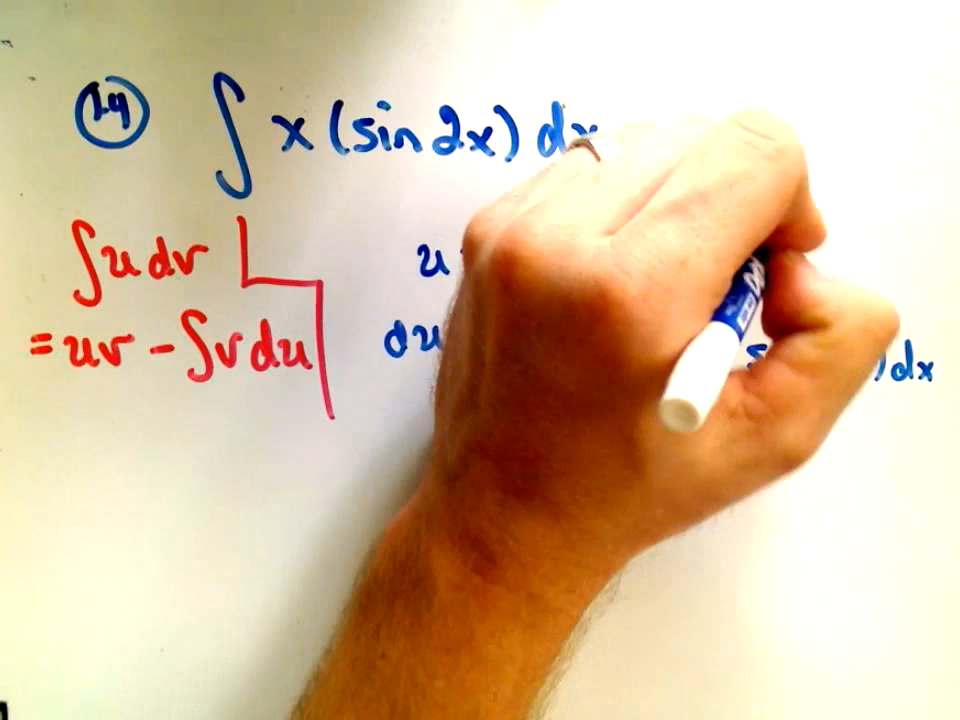 14 ∫ x (sin 2x) dx
∫ u dv u
= uv - ∫ v du du ) dx